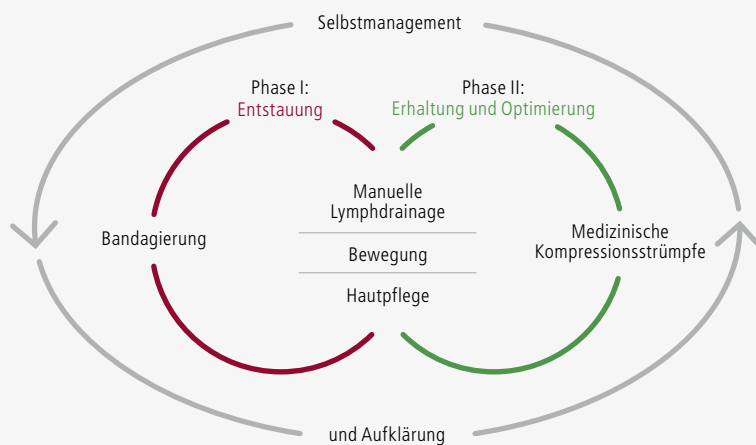 Selbstmanagement
Phase I:
Entstauung
Phase II:
Erhaltung und Optimierung
Manuelle
Lymphdrainage
Bandagierung
Bewegung
Medizinische
Kompressionsstrümpfe
Hautpflege
und Aufklärung